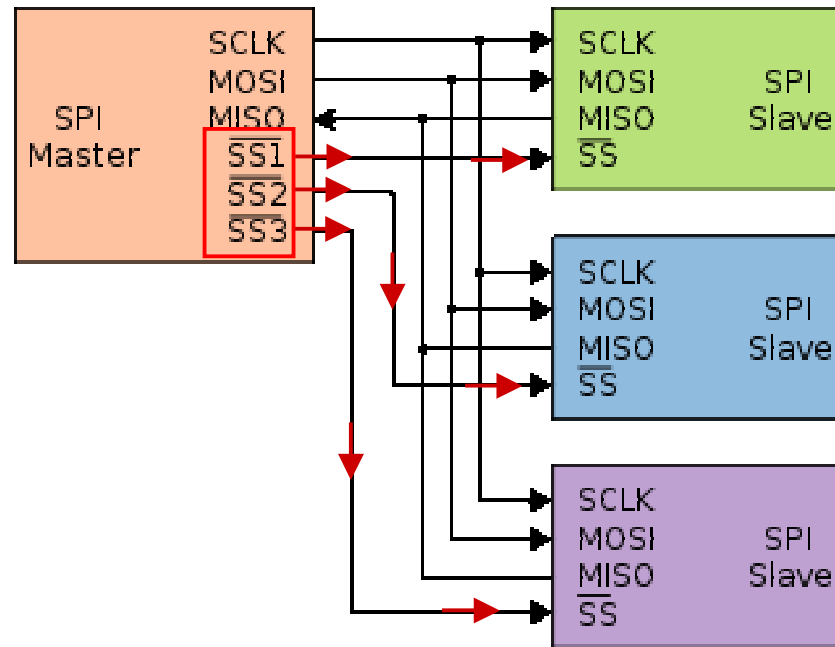 SPI
Master
SCLK
MOSI
MISO
SS1
SS2
SS3
SCLK
MOSI
MISO
SS
SPI
Slave
SCLK
MOSI
MISO
SS
SPI
Slave
SCLK
MOSI
MISO
SS
SPI
Slave